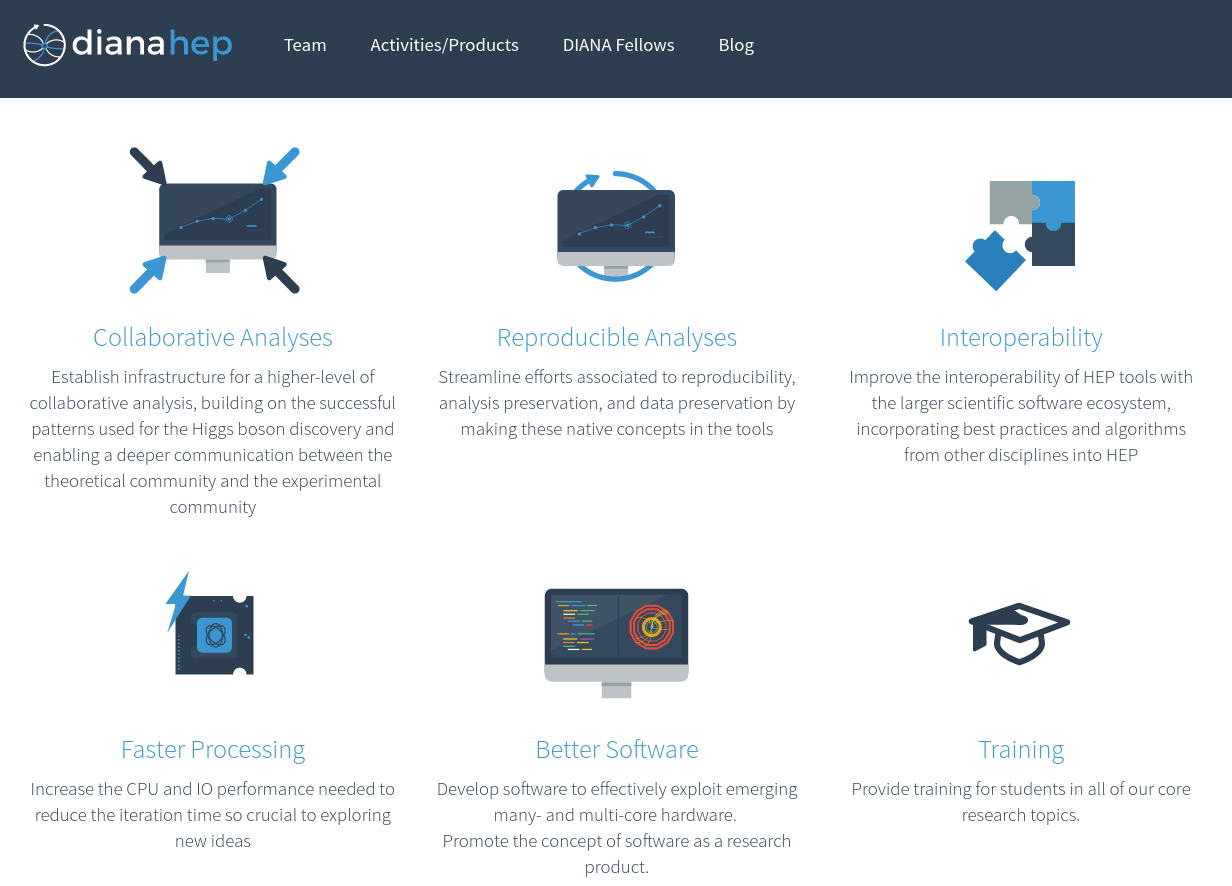 dianahep
Team
Activities/Products
DIANA Fellows
Blog
Collaborative Analyses
Establish infrastructure for a higher-level of
collaborative analysis, building on the successful
patterns used for the Higgs boson discovery and
enabling a deeper communication between the
theoretical community and the experimental
community
Reproducible Analyses
Streamline efforts associated to reproducibility,
analysis preservation, and data preservation by
making these native concepts in the tools
Interoperability
Improve the interoperability of HEP tools with
the larger scientific software ecosystem,
incorporating best practices and algorithms
from other disciplines into HEP
Faster Processing
Increase the CPU and IO performance needed to
reduce the iteration time so crucial to exploring
new ideas
Better Software
Develop software to effectively exploit emerging
many- and multi-core hardware.
Promote the concept of software as a research
product.
Training
Provide training for students in all of our core
research topics.